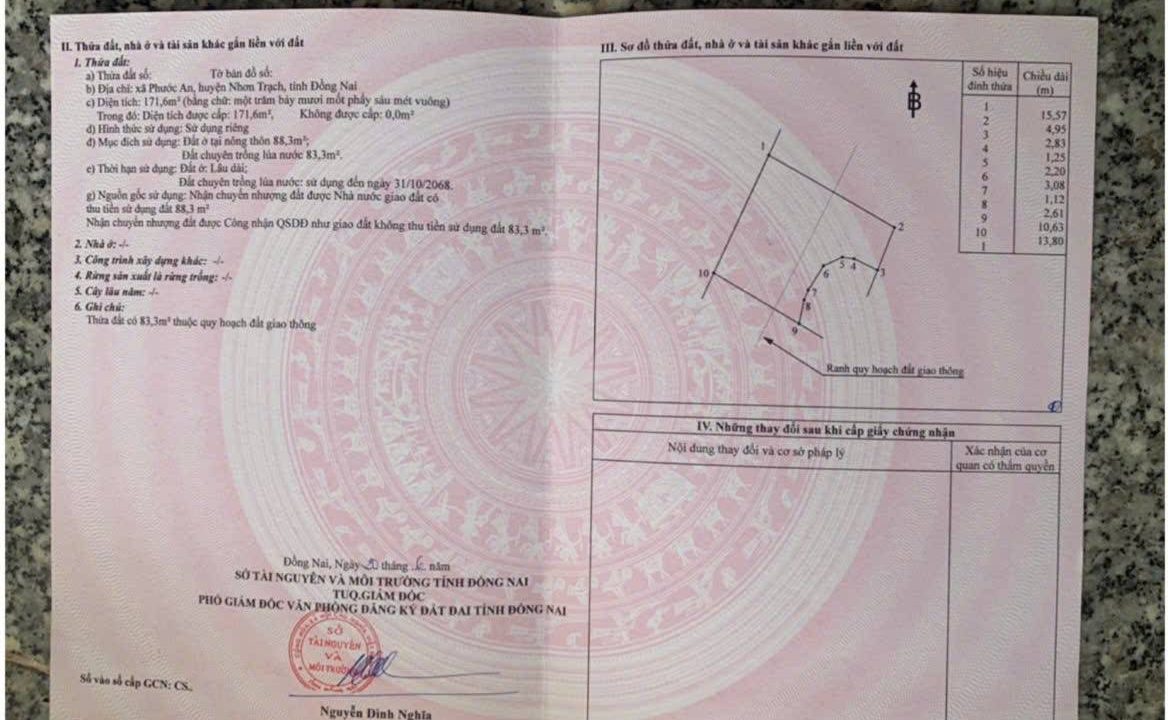 II. Thửa đất, nhà ở và tài sản khác gắn liền với đất
1. Thửa đất:
a) Thửa đất số: Tờ bản đồ số:
b) Địa chỉ: xã Phước An, huyện Nhơn Trạch, tỉnh Đồng Nai
c) Diện tích: 171,6m² (bằng chữ: một trăm bảy mươi mốt phẩy sáu mét vuông)
Trong đó: Diện tích được cấp: 171,6m², Không được cấp: 0,0m²
d) Hình thức sử dụng: Sử dụng riêng
đ) Mục đích sử dụng: Đất ở tại nông thôn 88,3m²;
Đất chuyên trồng lúa nước 83,3m².
e) Thời hạn sử dụng: Đất ở: Lâu dài;
Đất chuyên trồng lúa nước: sử dụng đến ngày 31/10/2068.
g) Nguồn gốc sử dụng: Nhận chuyển nhượng đất được Nhà nước giao đất có
thu tiền sử dụng đất 88,3 m²
Nhận chuyển nhượng đất được Công nhận QSDĐ như giao đất không thu tiền sử dụng đất 83,3 m².
2. Nhà ở: -/-
3. Công trình xây dựng khác: -/-
4. Rừng sản xuất là rừng trồng: -/-
5. Cây lâu năm: -/-
6. Ghi chú:
Thửa đất có 83,3m² thuộc quy hoạch đất giao thông
Đồng Nai, Ngày tháng năm
SỞ TÀI NGUYÊN VÀ MÔI TRƯỜNG TỈNH ĐỒNG NAI
TUQ.GIÁM ĐỐC
PHÓ GIÁM ĐỐC VĂN PHÒNG ĐĂNG KÝ ĐẤT ĐAI TỈNH ĐỒNG NAI
SỞ
TÀI NGUYÊN
VÀ
MÔI TRƯỜNG
Số vào sổ cấp GCN: CS..
Nguyễn Đình Nghĩa
III. Sơ đồ thửa đất, nhà ở và tài sản khác gắn liền với đất
Số hiệu đỉnh thửa Chiều dài (m)
1
15,57
2
4,95
3
2,83
4
1,25
5
2,20
6
3,08
7
1,12
8
2,61
9
10,63
10
13,80
1
B
1
2
3
4
5
6
7
8
9
10
Ranh quy hoạch đất giao thông
IV. Những thay đổi sau khi cấp giấy chứng nhận
Nội dung thay đổi và cơ sở pháp lý
Xác nhận của cơ
quan có thẩm quyền